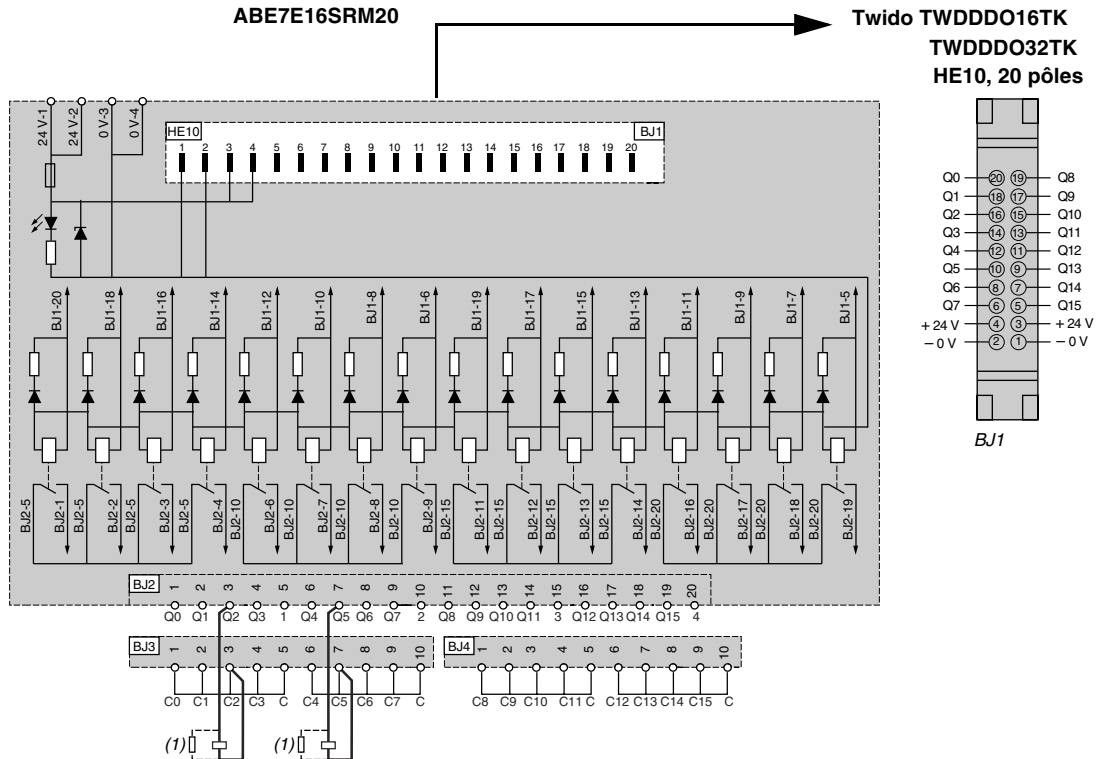 ABE7E16SRM20
Twido TWDDDO16TK
TWDDDO32TK
HE10, 20 pôles
24 V-1
24 V-2
0 V-3
0 V-4
HE10
BJ1
1 2 3 4 5 6 7 8 9 10 11 12 13 14 15 16 17 18 19 20
Q0 20 19 Q8
Q1 18 17 Q9
Q2 16 15 Q10
Q3 14 13 Q11
Q4 12 11 Q12
Q5 10 9 Q13
Q6 8 7 Q14
Q7 6 5 Q15
+ 24 V 4 3 + 24 V
– 0 V 2 1 – 0 V
BJ1
BJ1-20 BJ1-18 BJ1-16 BJ1-14 BJ1-12 BJ1-10 BJ1-8 BJ1-6 BJ1-19 BJ1-17 BJ1-15 BJ1-13 BJ1-11 BJ1-9 BJ1-7 BJ1-5
BJ2-5 BJ2-1 BJ2-5 BJ2-2 BJ2-5 BJ2-3 BJ2-5 BJ2-4 BJ2-10 BJ2-6 BJ2-10 BJ2-7 BJ2-10 BJ2-8 BJ2-10 BJ2-9 BJ2-15 BJ2-11 BJ2-15 BJ2-12 BJ2-15 BJ2-13 BJ2-15 BJ2-14 BJ2-20 BJ2-16 BJ2-20 BJ2-17 BJ2-20 BJ2-18 BJ2-20 BJ2-19
BJ2 1 2 3 4 5 6 7 8 9 10 11 12 13 14 15 16 17 18 19 20
Q0 Q1 Q2 Q3 1 Q4 Q5 Q6 Q7 2 Q8 Q9 Q10 Q11 3 Q12 Q13 Q14 Q15 4
BJ3 1 2 3 4 5 6 7 8 9 10
BJ4 1 2 3 4 5 6 7 8 9 10
C0 C1 C2 C3 C C4 C5 C6 C7 C
C8 C9 C10 C11 C C12 C13 C14 C15 C
(1) (1)